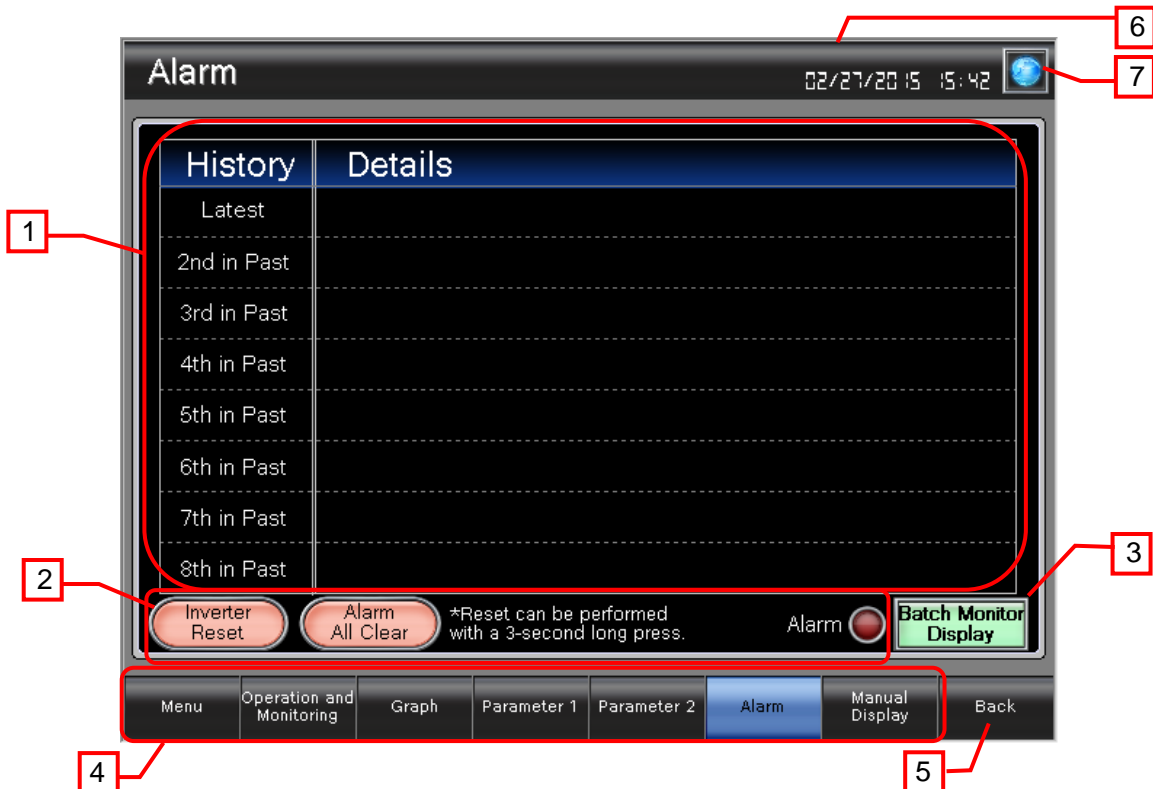 6
Alarm
02/27/2015 15:42
7
History Details
Latest
1
2nd in Past
3rd in Past
4th in Past
5th in Past
6th in Past
7th in Past
3
8th in Past
2
Inverter
Reset
Alarm
All Clear
*Reset can be performed
with a 3-second long press.
Alarm
Batch Monitor
Display
Menu
Operation and
Monitoring
Graph
Parameter 1
Parameter 2
Alarm
Manual
Display
Back
4
5